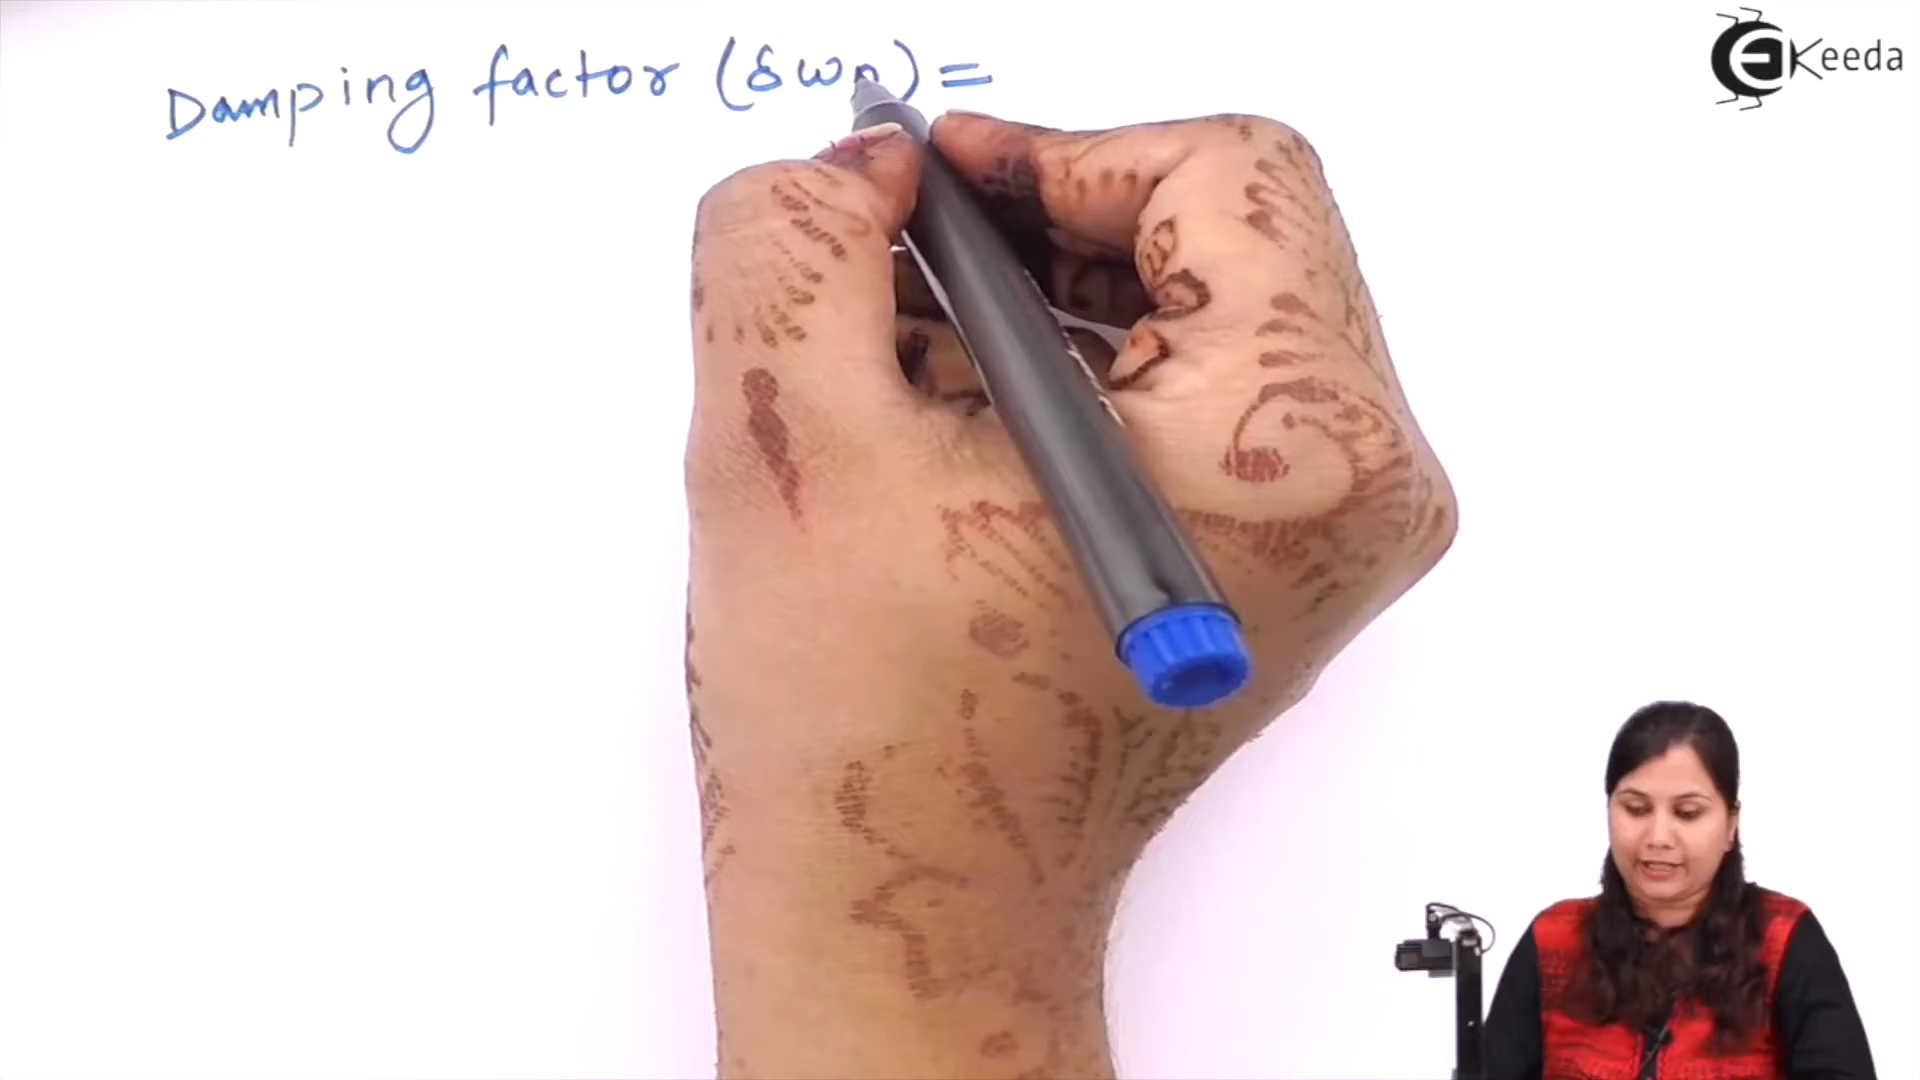 Damping factor (δωn) =
EKeeda